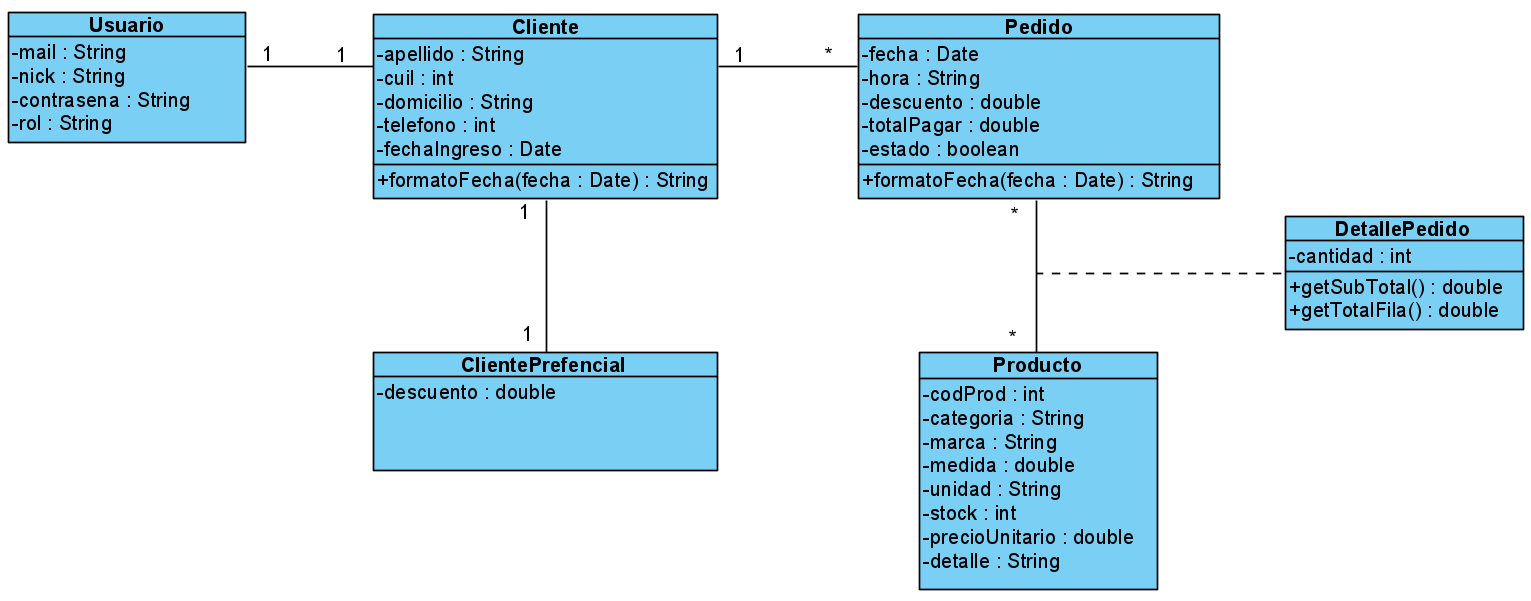 Usuario
-mail : String
-nick : String
-contrasena : String
-rol : String
1
1
Cliente
-apellido : String
-cuil : int
-domicilio : String
-telefono : int
-fechaIngreso : Date
+formatoFecha(fecha : Date) : String
1
*
Pedido
-fecha : Date
-hora : String
-descuento : double
-totalPagar : double
-estado : boolean
+formatoFecha(fecha : Date) : String
1
1
ClientePrefencial
-descuento : double
*
*
DetallePedido
-cantidad : int
+getSubTotal() : double
+getTotalFila() : double
Producto
-codProd : int
-categoria : String
-marca : String
-medida : double
-unidad : String
-stock : int
-precioUnitario : double
-detalle : String